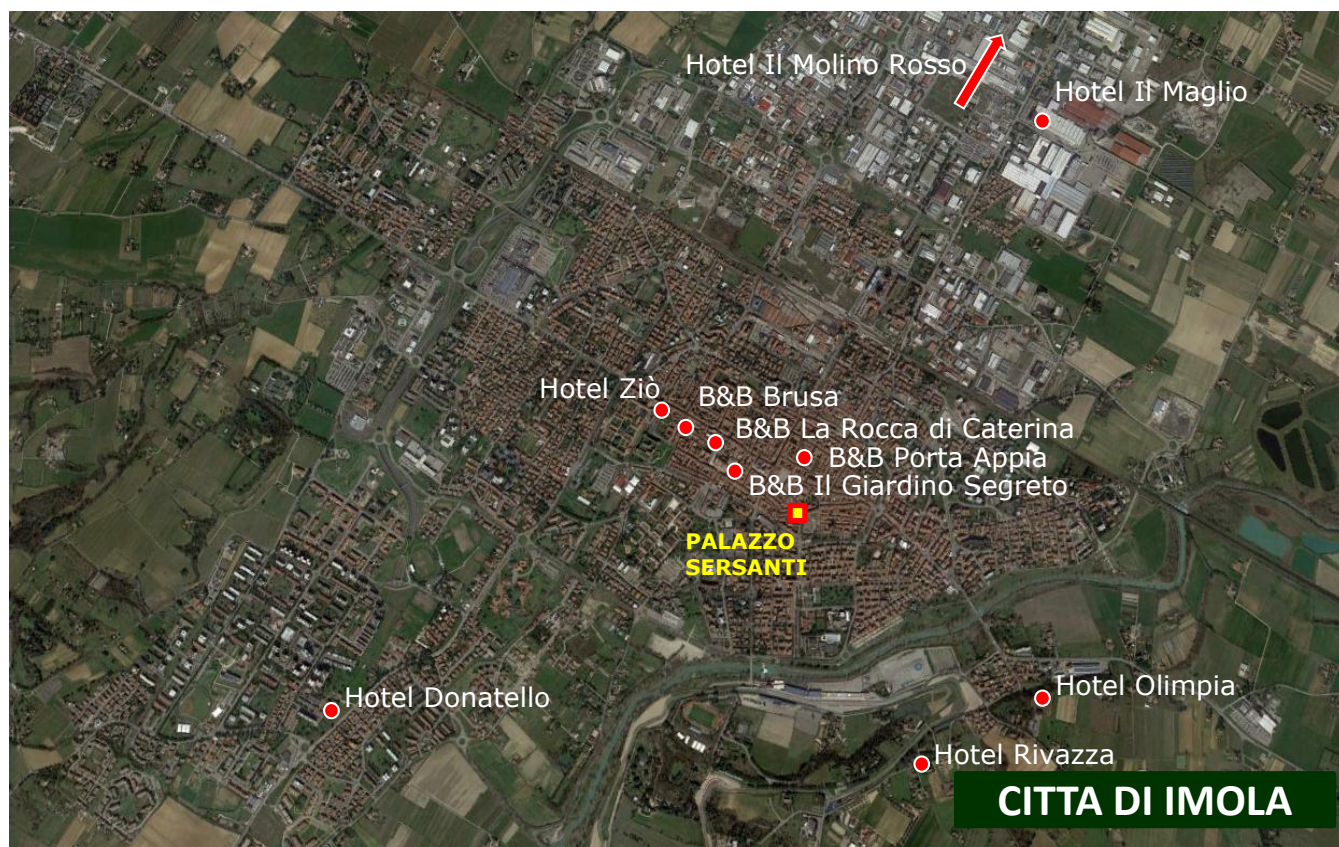 Hotel Il Molino Rosso
Hotel Il Maglio
Hotel Ziò
B&B Brusa
B&B La Rocca di Caterina
B&B Porta Appia
B&B Il Giardino Segreto
PALAZZO
SERSANTI
Hotel Donatello
Hotel Olimpia
Hotel Rivazza
CITTA DI IMOLA